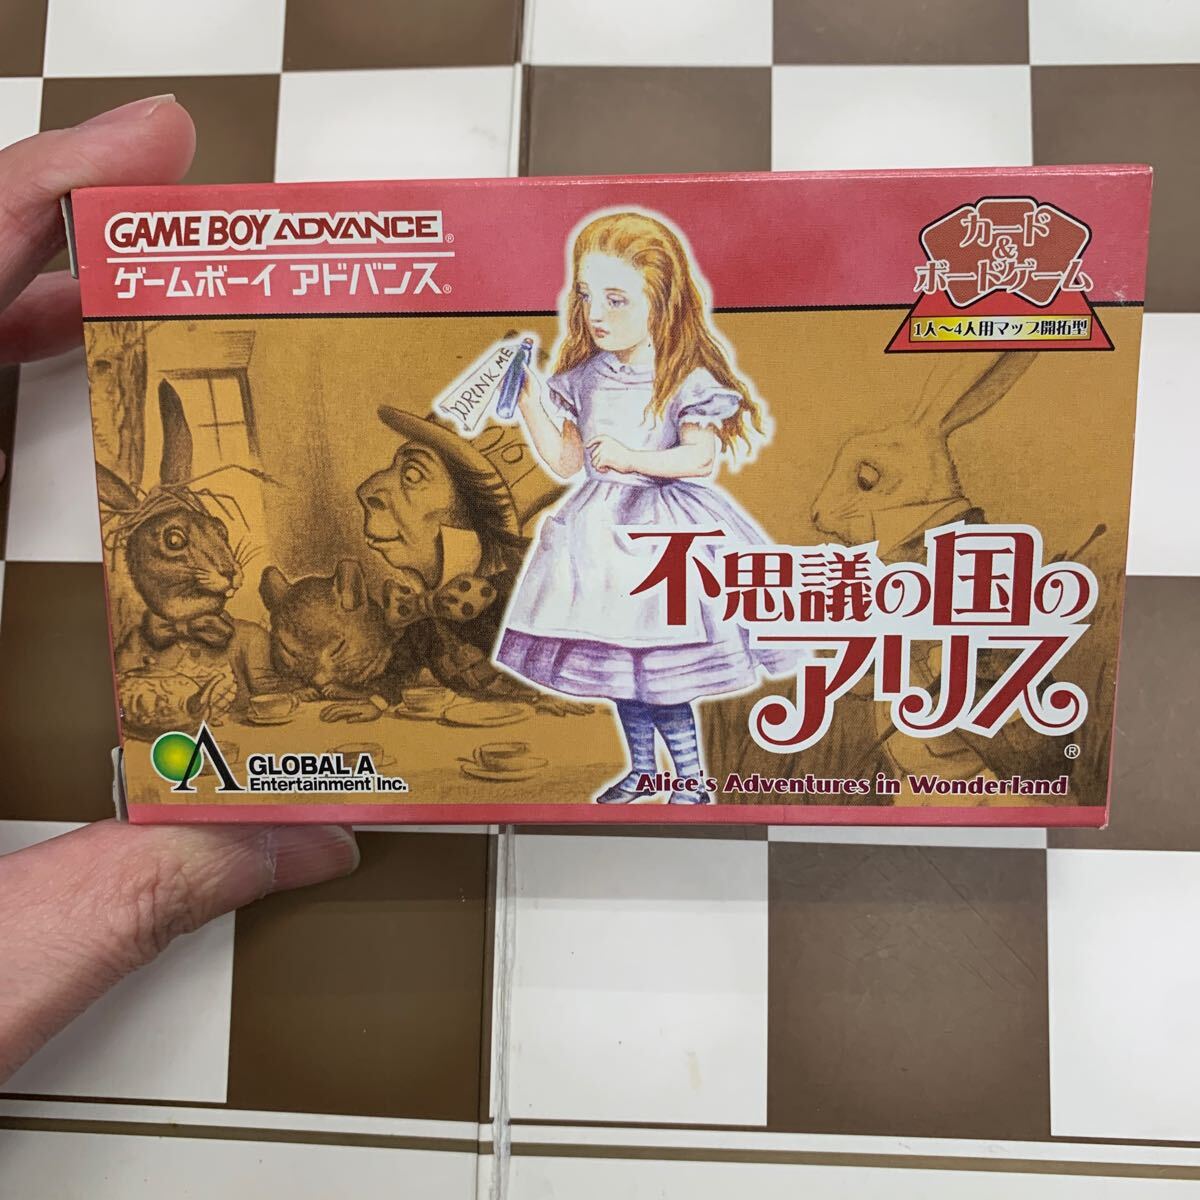 GAME BOY ADVANCE®
ゲームボーイ アドバンス®
カード
&
ボードゲーム
1人〜4人用マップ開拓型
DRINK ME
不思議の国の
アリス®
Alice's Adventures in Wonderland
GLOBAL A
Entertainment Inc.